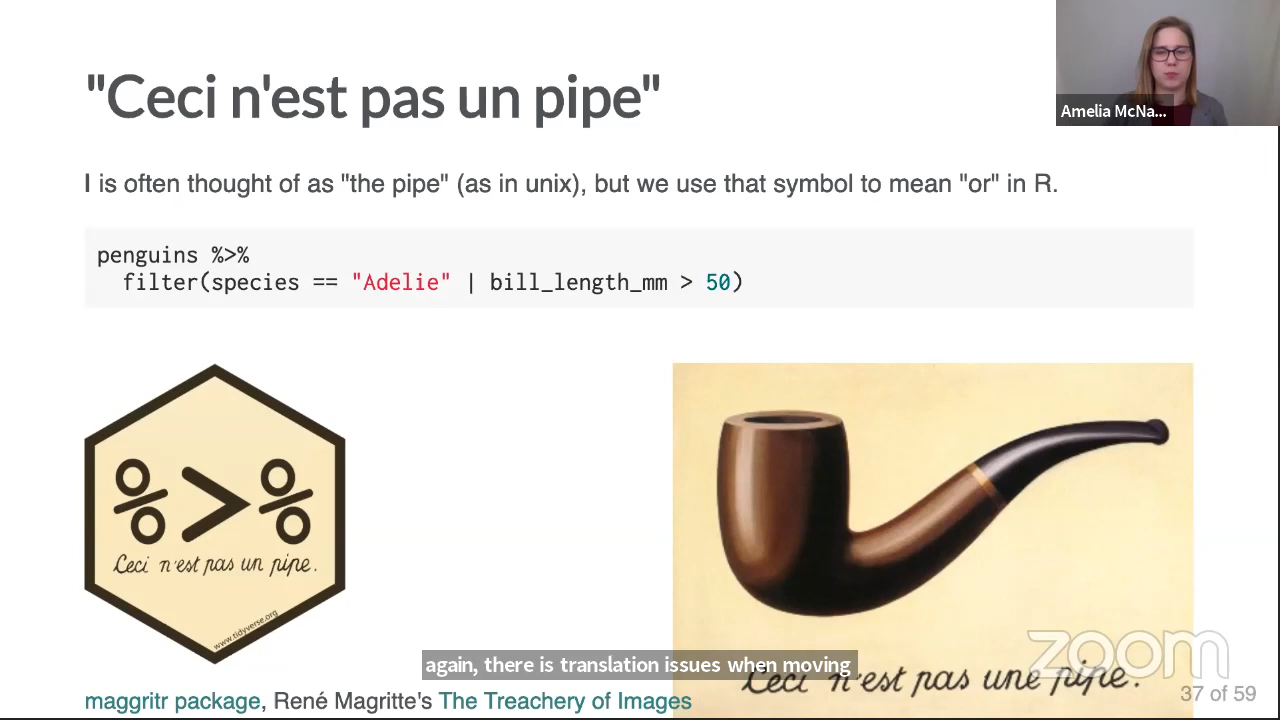 "Ceci n'est pas un pipe"
Amelia McNa...
I is often thought of as "the pipe" (as in unix), but we use that symbol to mean "or" in R.
penguins %>%
filter(species == "Adelie" | bill_length_mm > 50)
%>%
Ceci n'est pas un pipe.
www.tidyverse.org
Ceci n'est pas une pipe.
again, there is translation issues when moving
zoom
maggritr package, René Magritte's The Treachery of Images
37 of 59